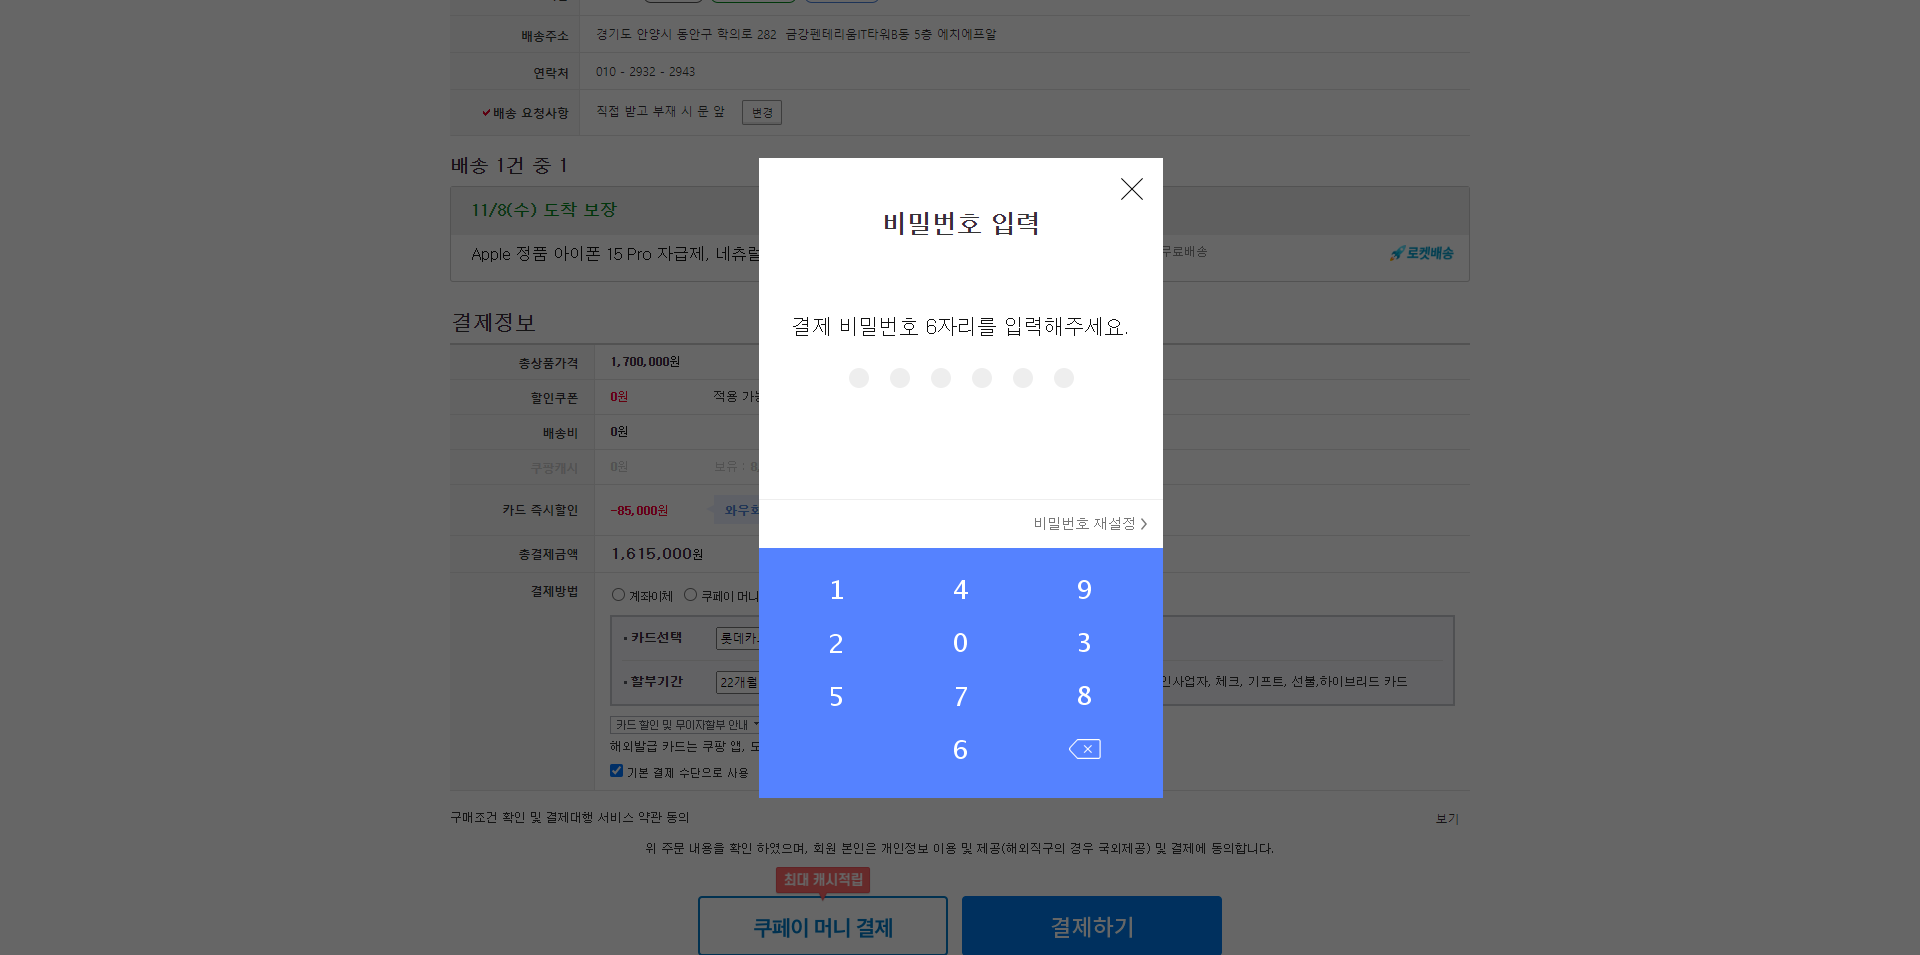 배송주소 경기도 안양시 동안구 학의로 282 금강펜테리움IT타워B동 5층 에치에프알
연락처 010 - 2932 - 2943
배송 요청사항 직접 받고 부재 시 문 앞 변경
배송 1건 중 1
11/8(수) 도착 보장
Apple 정품 아이폰 15 Pro 자급제, 네츄럴
무료배송 로켓배송
결제정보
총상품가격 1,700,000원
할인쿠폰 0원 적용 가능
배송비 0원
쿠팡캐시 0원 보유 : 8,
카드 즉시할인 -85,000원 와우회
총결제금액 1,615,000원
결제방법 계좌이체 쿠페이 머니
카드선택 롯데카
할부기간 22개월 인사업자, 체크, 기프트, 선불,하이브리드 카드
카드 할인 및 무이자할부 안내
해외발급 카드는 쿠팡 앱, 모
기본 결제 수단으로 사용
비밀번호 입력
결제 비밀번호 6자리를 입력해주세요.
비밀번호 재설정
1 4 9
2 0 3
5 7 8
6
구매조건 확인 및 결제대행 서비스 약관 동의 보기
위 주문 내용을 확인 하였으며, 회원 본인은 개인정보 이용 및 제공(해외직구의 경우 국외제공) 및 결제에 동의합니다.
최대 캐시적립
쿠페이 머니 결제 결제하기